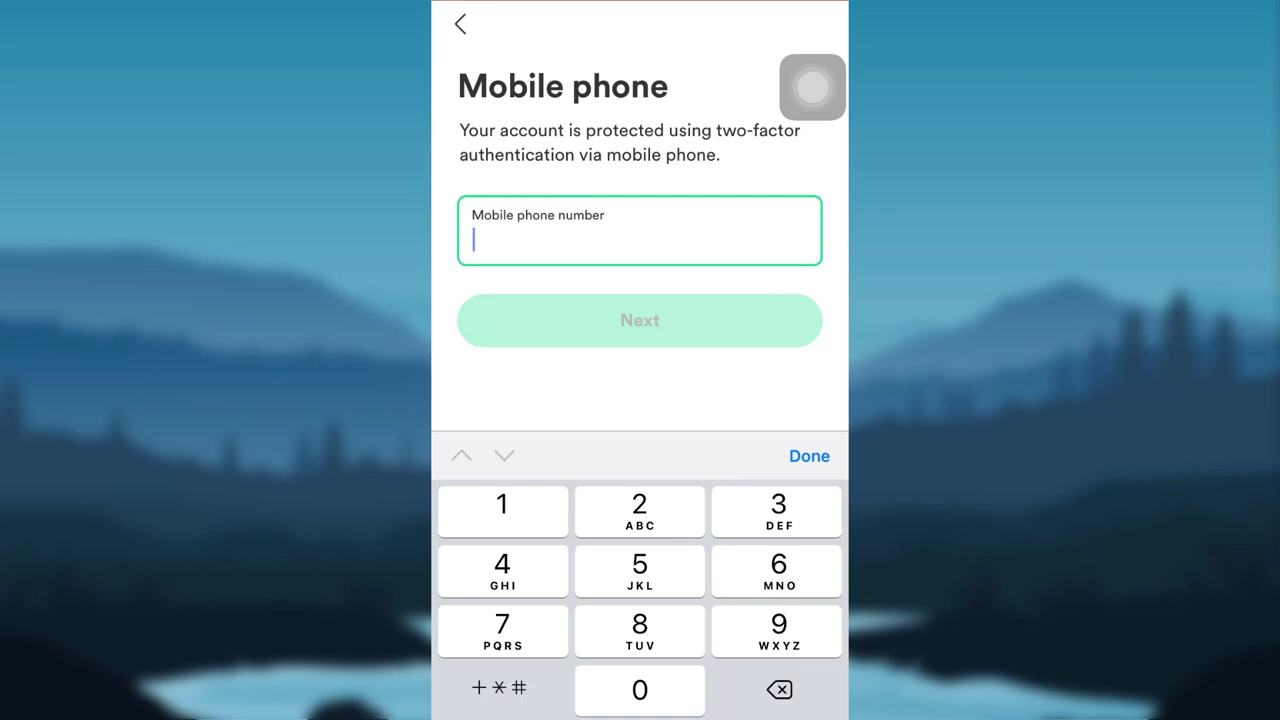 Mobile phone
Your account is protected using two-factor
authentication via mobile phone.
Mobile phone number
Next
Done
1
2
ABC
3
DEF
4
GHI
5
JKL
6
MNO
7
PQRS
8
TUV
9
WXYZ
+*#
0